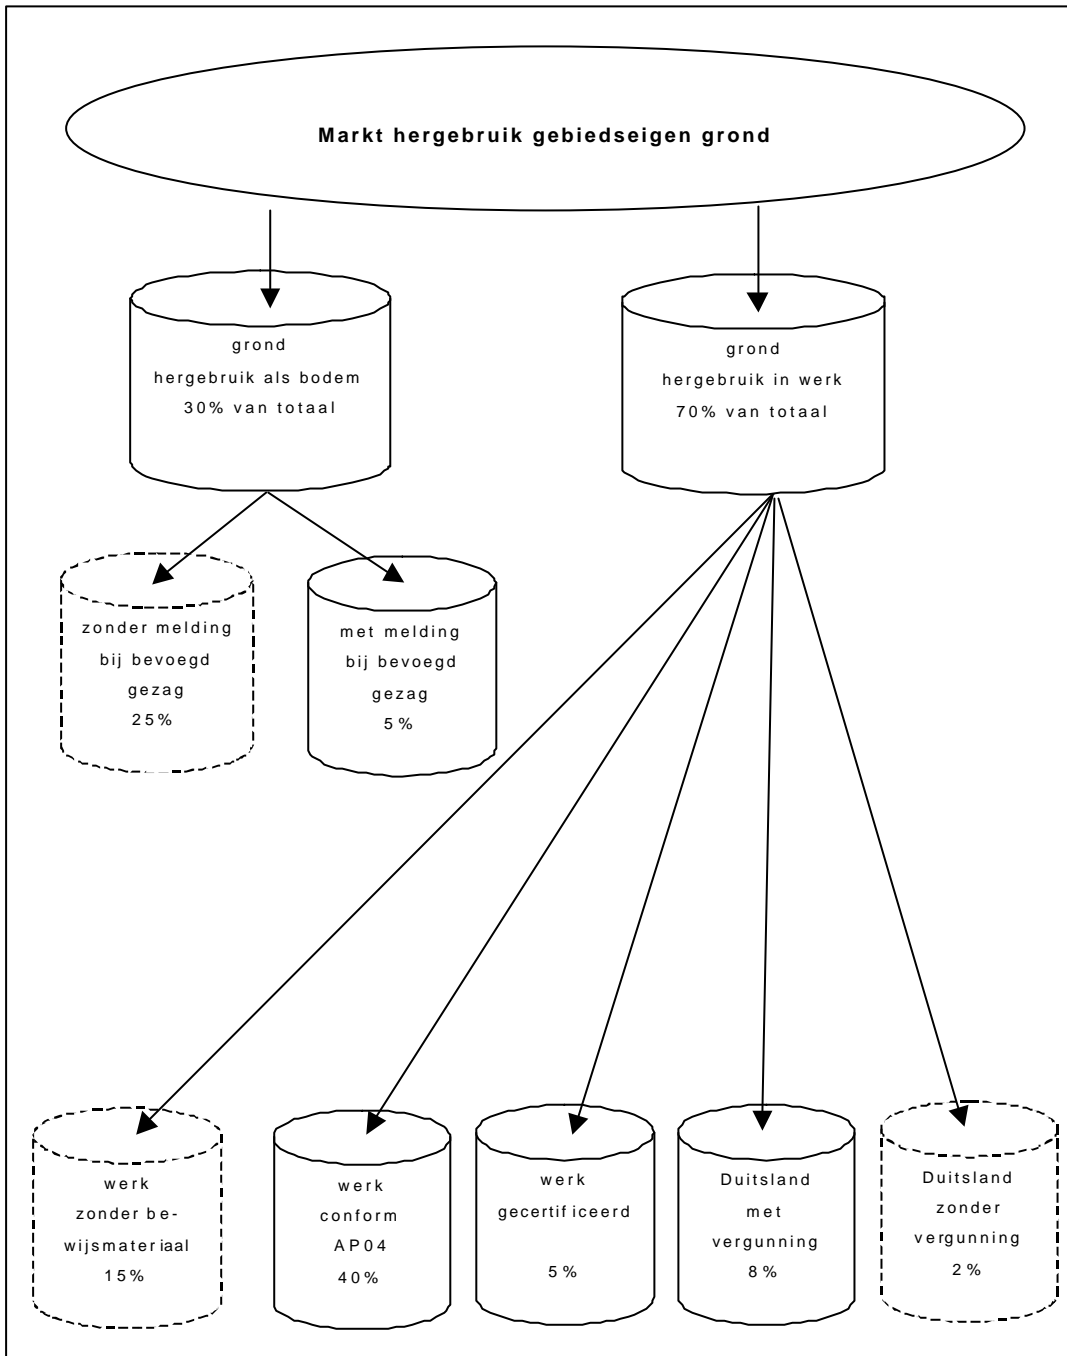 Markt hergebruik gebiedseigen grond
grond
hergebruik als bodem
30% van totaal
grond
hergebruik in werk
70% van totaal
zonder melding
bij bevoegd
gezag
25%
met melding
bij bevoegd
gezag
5%
werk
zonder be-
wijsmateriaal
15%
werk
conform
AP04
40%
werk
gecertificeerd
5%
Duitsland
met
vergunning
8%
Duitsland
zonder
vergunning
2%